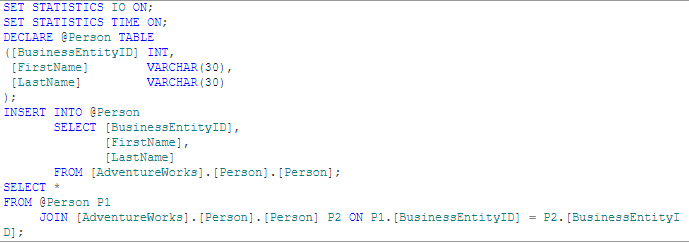 SET STATISTICS IO ON;
SET STATISTICS TIME ON;
DECLARE @Person TABLE
([BusinessEntityID] INT,
 [FirstName]        VARCHAR(30),
 [LastName]         VARCHAR(30)
);
INSERT INTO @Person
       SELECT [BusinessEntityID],
              [FirstName],
              [LastName]
       FROM [AdventureWorks].[Person].[Person];
SELECT *
FROM @Person P1
     JOIN [AdventureWorks].[Person].[Person] P2 ON P1.[BusinessEntityID] = P2.[BusinessEntityI
D];